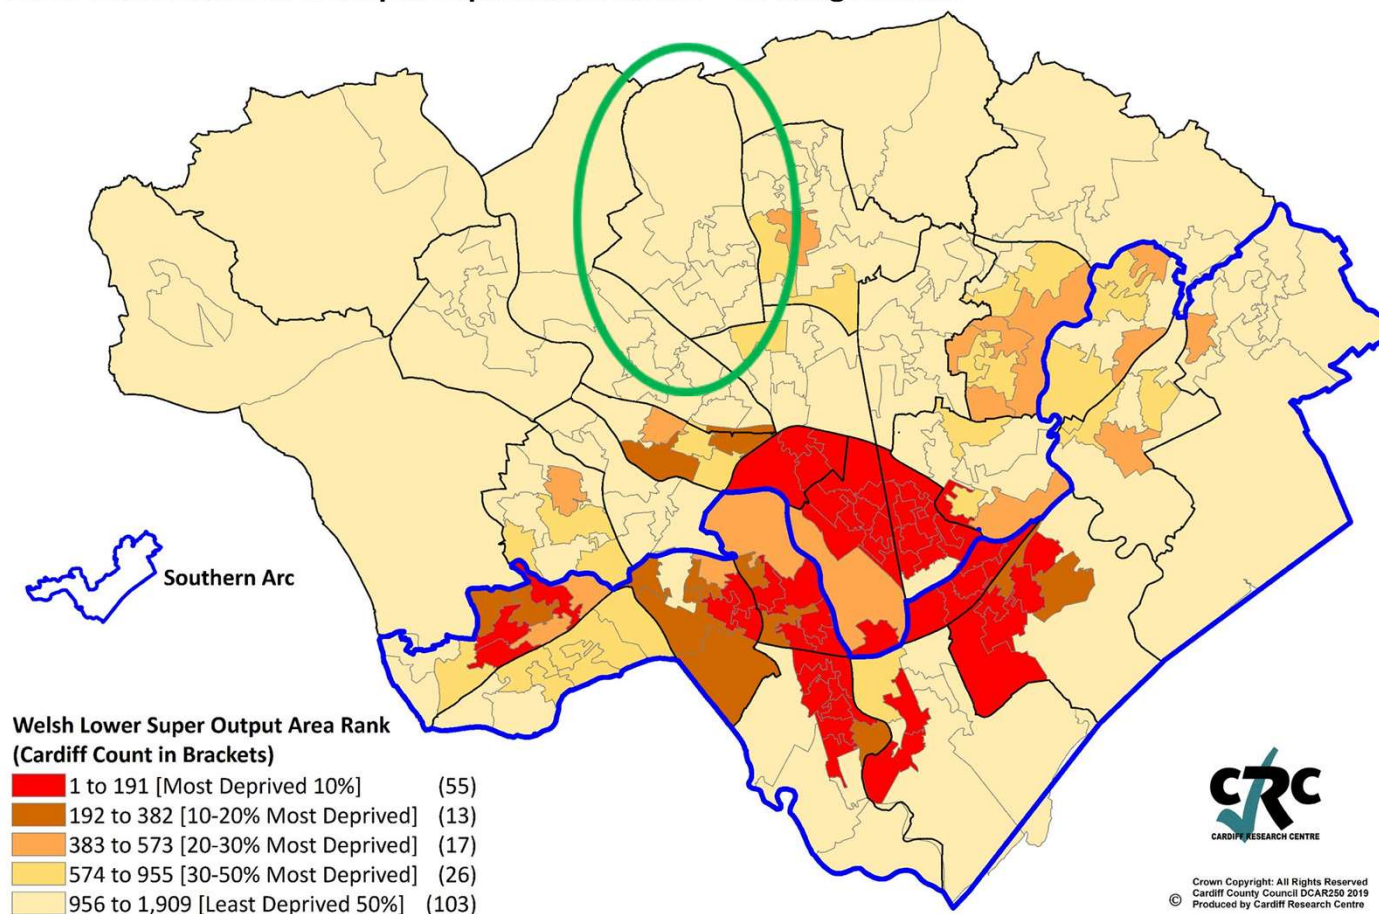 Southern Arc
Welsh Lower Super Output Area Rank
(Cardiff Count in Brackets)
1 to 191 [Most Deprived 10%] (55)
192 to 382 [10-20% Most Deprived] (13)
383 to 573 [20-30% Most Deprived] (17)
574 to 955 [30-50% Most Deprived] (26)
956 to 1,909 [Least Deprived 50%] (103)
CRC
CARDIFF RESEARCH CENTRE
Crown Copyright: All Rights Reserved
Cardiff County Council DCAR250 2019
© Produced by Cardiff Research Centre